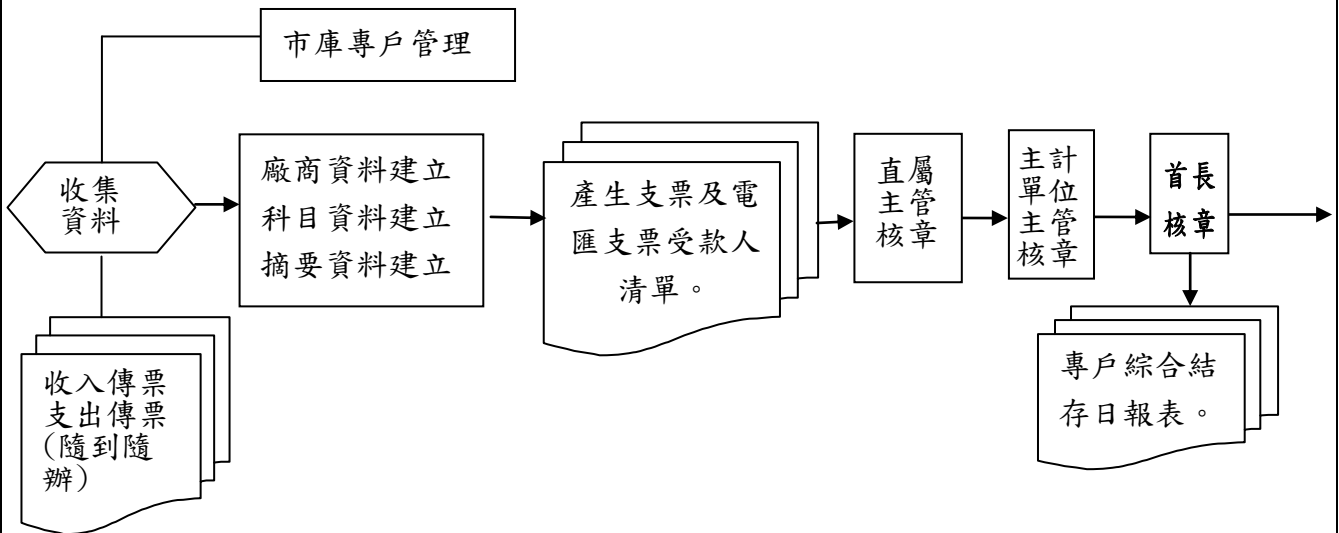 市庫專戶管理
收集
資料
廠商資料建立
科目資料建立
摘要資料建立
產生支票及電
匯支票受款人
清單。
直屬
主管
核章
主計
單位
主管
核章
首長
核章
收入傳票
支出傳票
(隨到隨
辦)
專戶綜合結
存日報表。